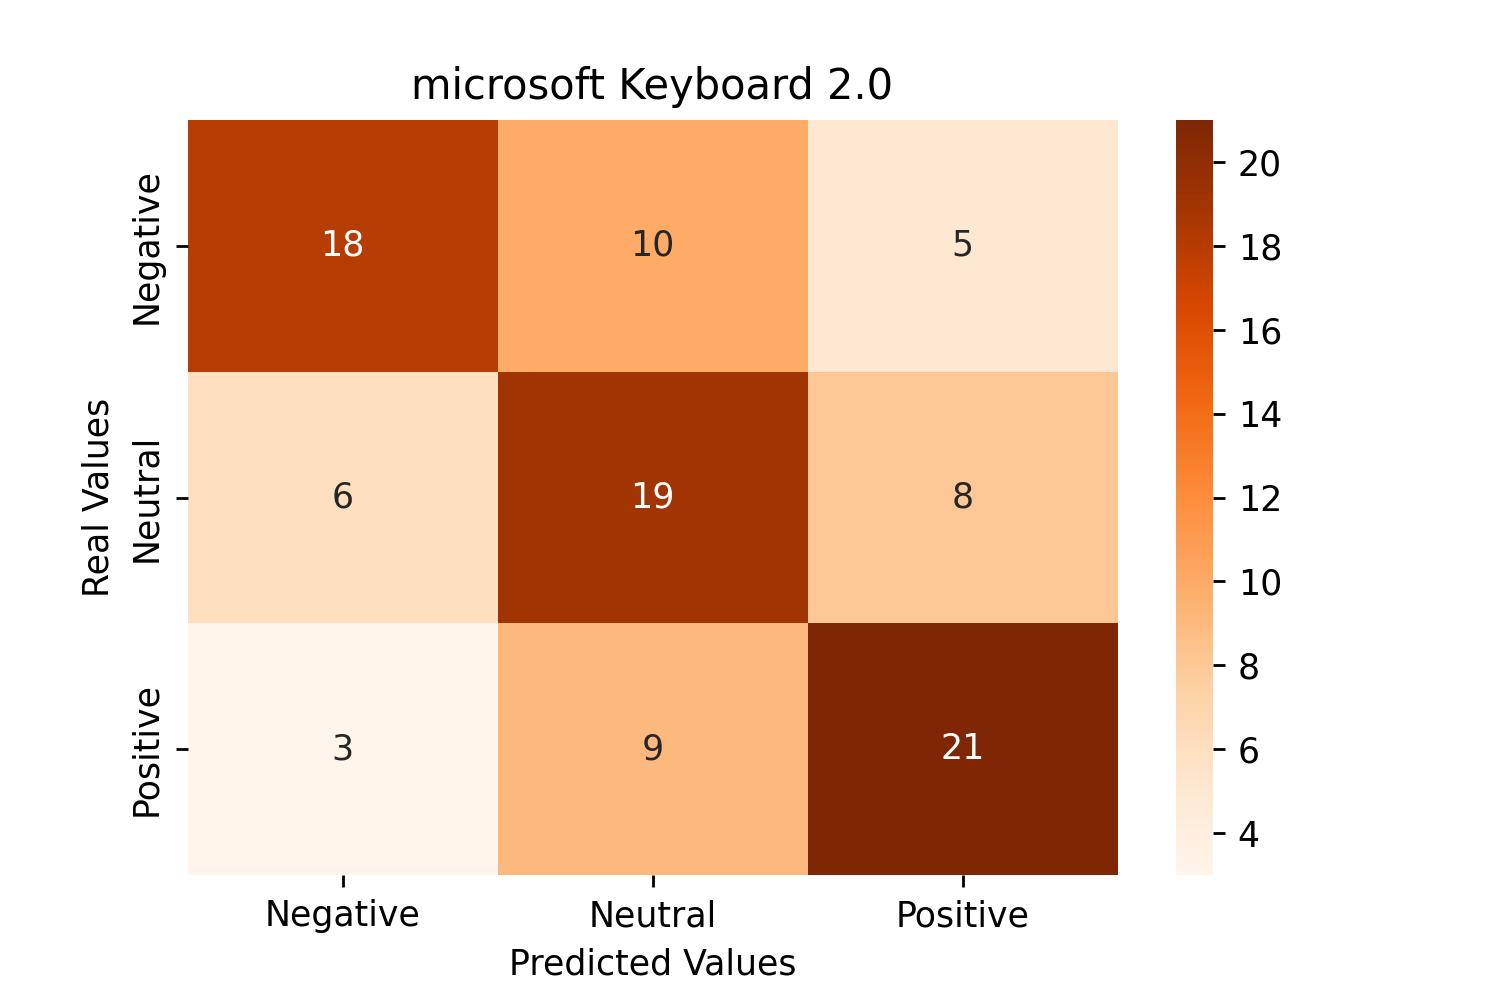 microsoft Keyboard 2.0
Real Values
Negative
18 10 5
Neutral
6 19 8
Positive
3 9 21
Negative Neutral Positive
Predicted Values
20
18
16
14
12
10
8
6
4